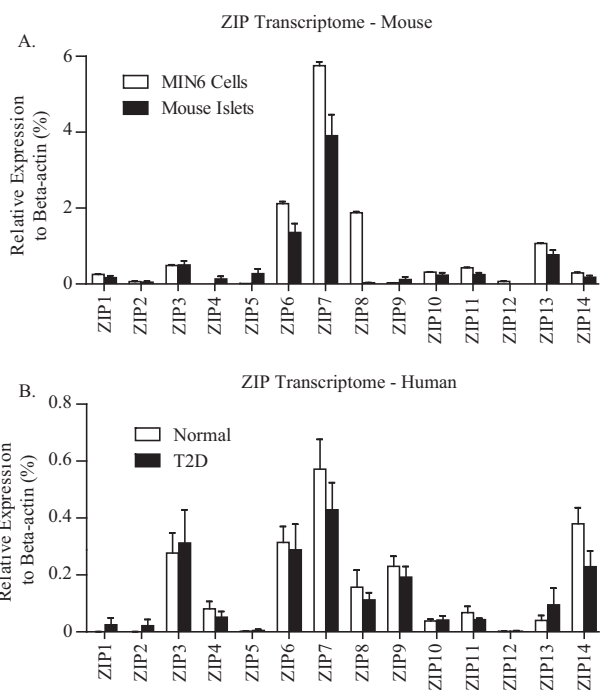 ZIP Transcriptome - Mouse
A.
Relative Expression
to Beta-actin (%)
6
4
2
0
MIN6 Cells
Mouse Islets
ZIP1 ZIP2 ZIP3 ZIP4 ZIP5 ZIP6 ZIP7 ZIP8 ZIP9 ZIP10 ZIP11 ZIP12 ZIP13 ZIP14
ZIP Transcriptome - Human
B.
Relative Expression
to Beta-actin (%)
0.8
0.6
0.4
0.2
0
Normal
T2D
ZIP1 ZIP2 ZIP3 ZIP4 ZIP5 ZIP6 ZIP7 ZIP8 ZIP9 ZIP10 ZIP11 ZIP12 ZIP13 ZIP14